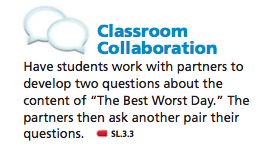 Classroom
Collaboration
Have students work with partners to
develop two questions about the
content of “The Best Worst Day.” The
partners then ask another pair their
questions. SL.3.3